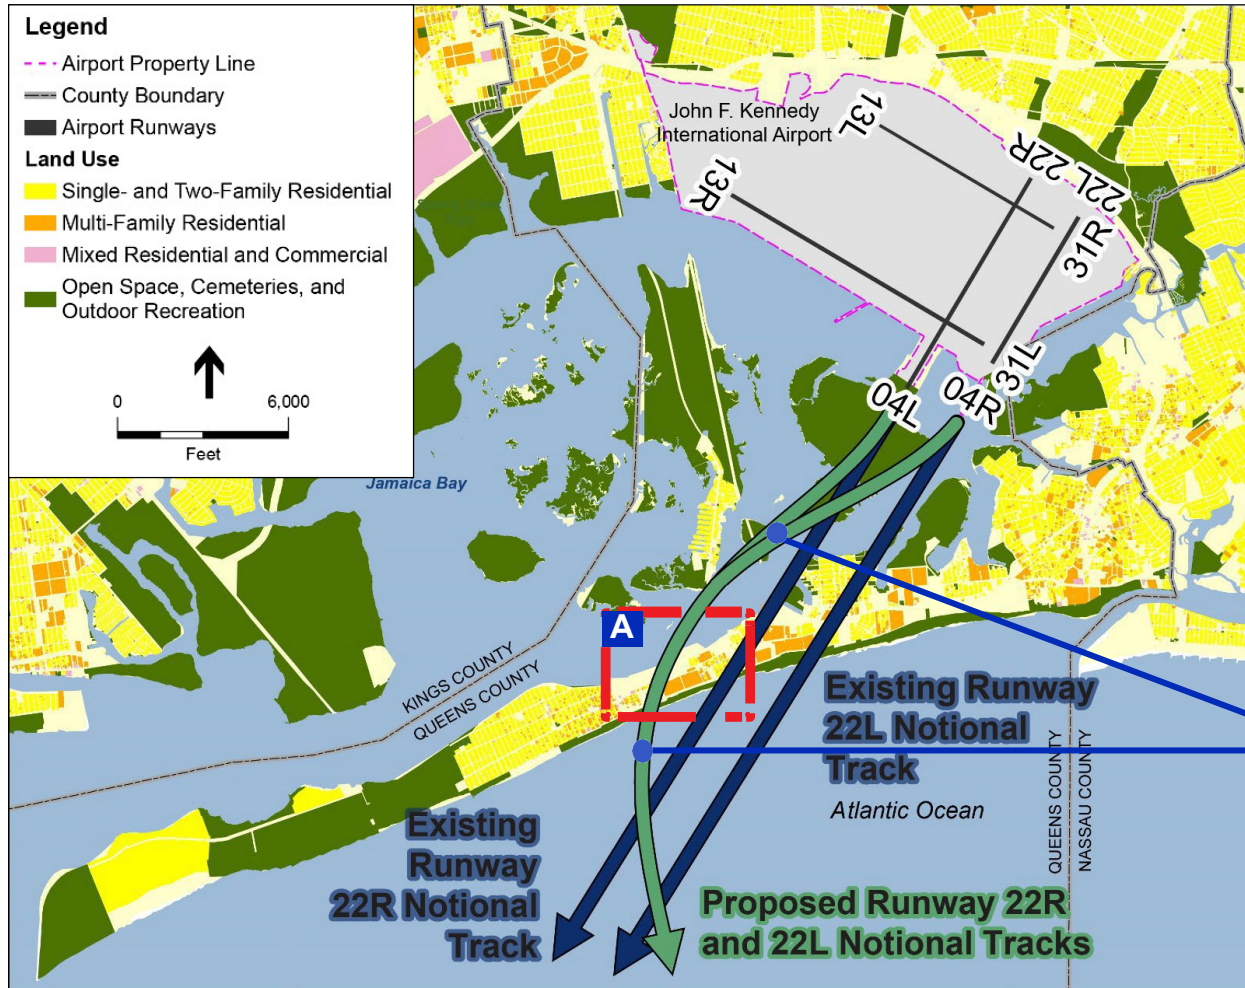 Legend
Airport Property Line
County Boundary
Airport Runways
Land Use
Single- and Two-Family Residential
Multi-Family Residential
Mixed Residential and Commercial
Open Space, Cemeteries, and
Outdoor Recreation
0 6,000
Feet
John F. Kennedy
International Airport
13L
13R
22R
22L
31R
31L
04L
04R
Jamaica Bay
A
KINGS COUNTY
QUEENS COUNTY
Existing Runway
22L Notional
Track
Atlantic Ocean
QUEENS COUNTY
NASSAU COUNTY
Existing
Runway
22R Notional
Track
Proposed Runway 22R
and 22L Notional Tracks